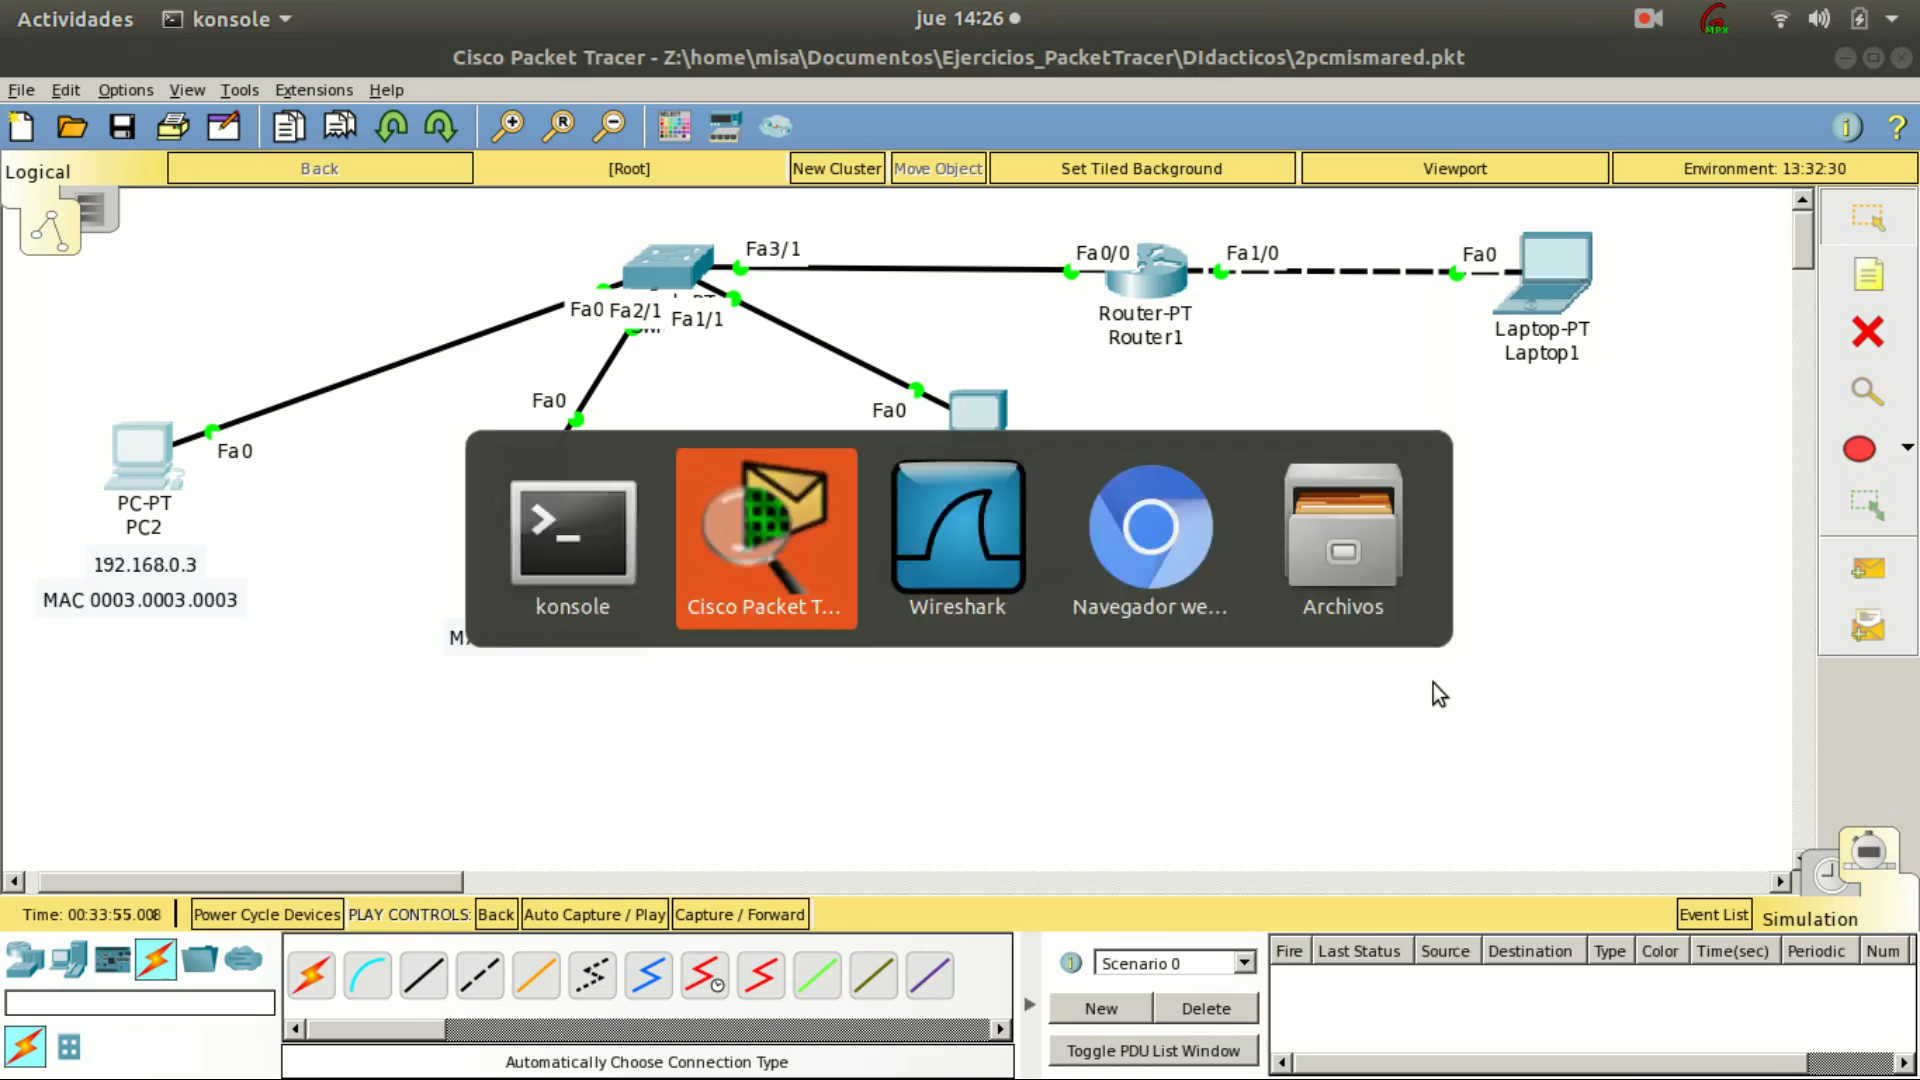 Actividades konsole jue 14:26
MPX
Cisco Packet Tracer - Z:\home\misa\Documentos\Ejercicios_PacketTracer\DIdacticos\2pcmismared.pkt
File Edit Options View Tools Extensions Help
SELECT
R
i ?
Logical Back [Root] New Cluster Move Object Set Tiled Background Viewport Environment: 13:32:30
Fa3/1 Fa0/0 Fa1/0 Fa0
Fa0 Fa2/1 Fa1/1
Router-PT
Router1
Laptop-PT
Laptop1
Fa0 Fa0
Fa0
PC-PT
PC2
192.168.0.3
MAC 0003.0003.0003
konsole Cisco Packet T... Wireshark Navegador we... Archivos
Time: 00:33:55.008 Power Cycle Devices PLAY CONTROLS: Back Auto Capture / Play Capture / Forward Event List Simulation
Scenario 0
New Delete
Toggle PDU List Window
Fire Last Status Source Destination Type Color Time(sec) Periodic Num
Automatically Choose Connection Type